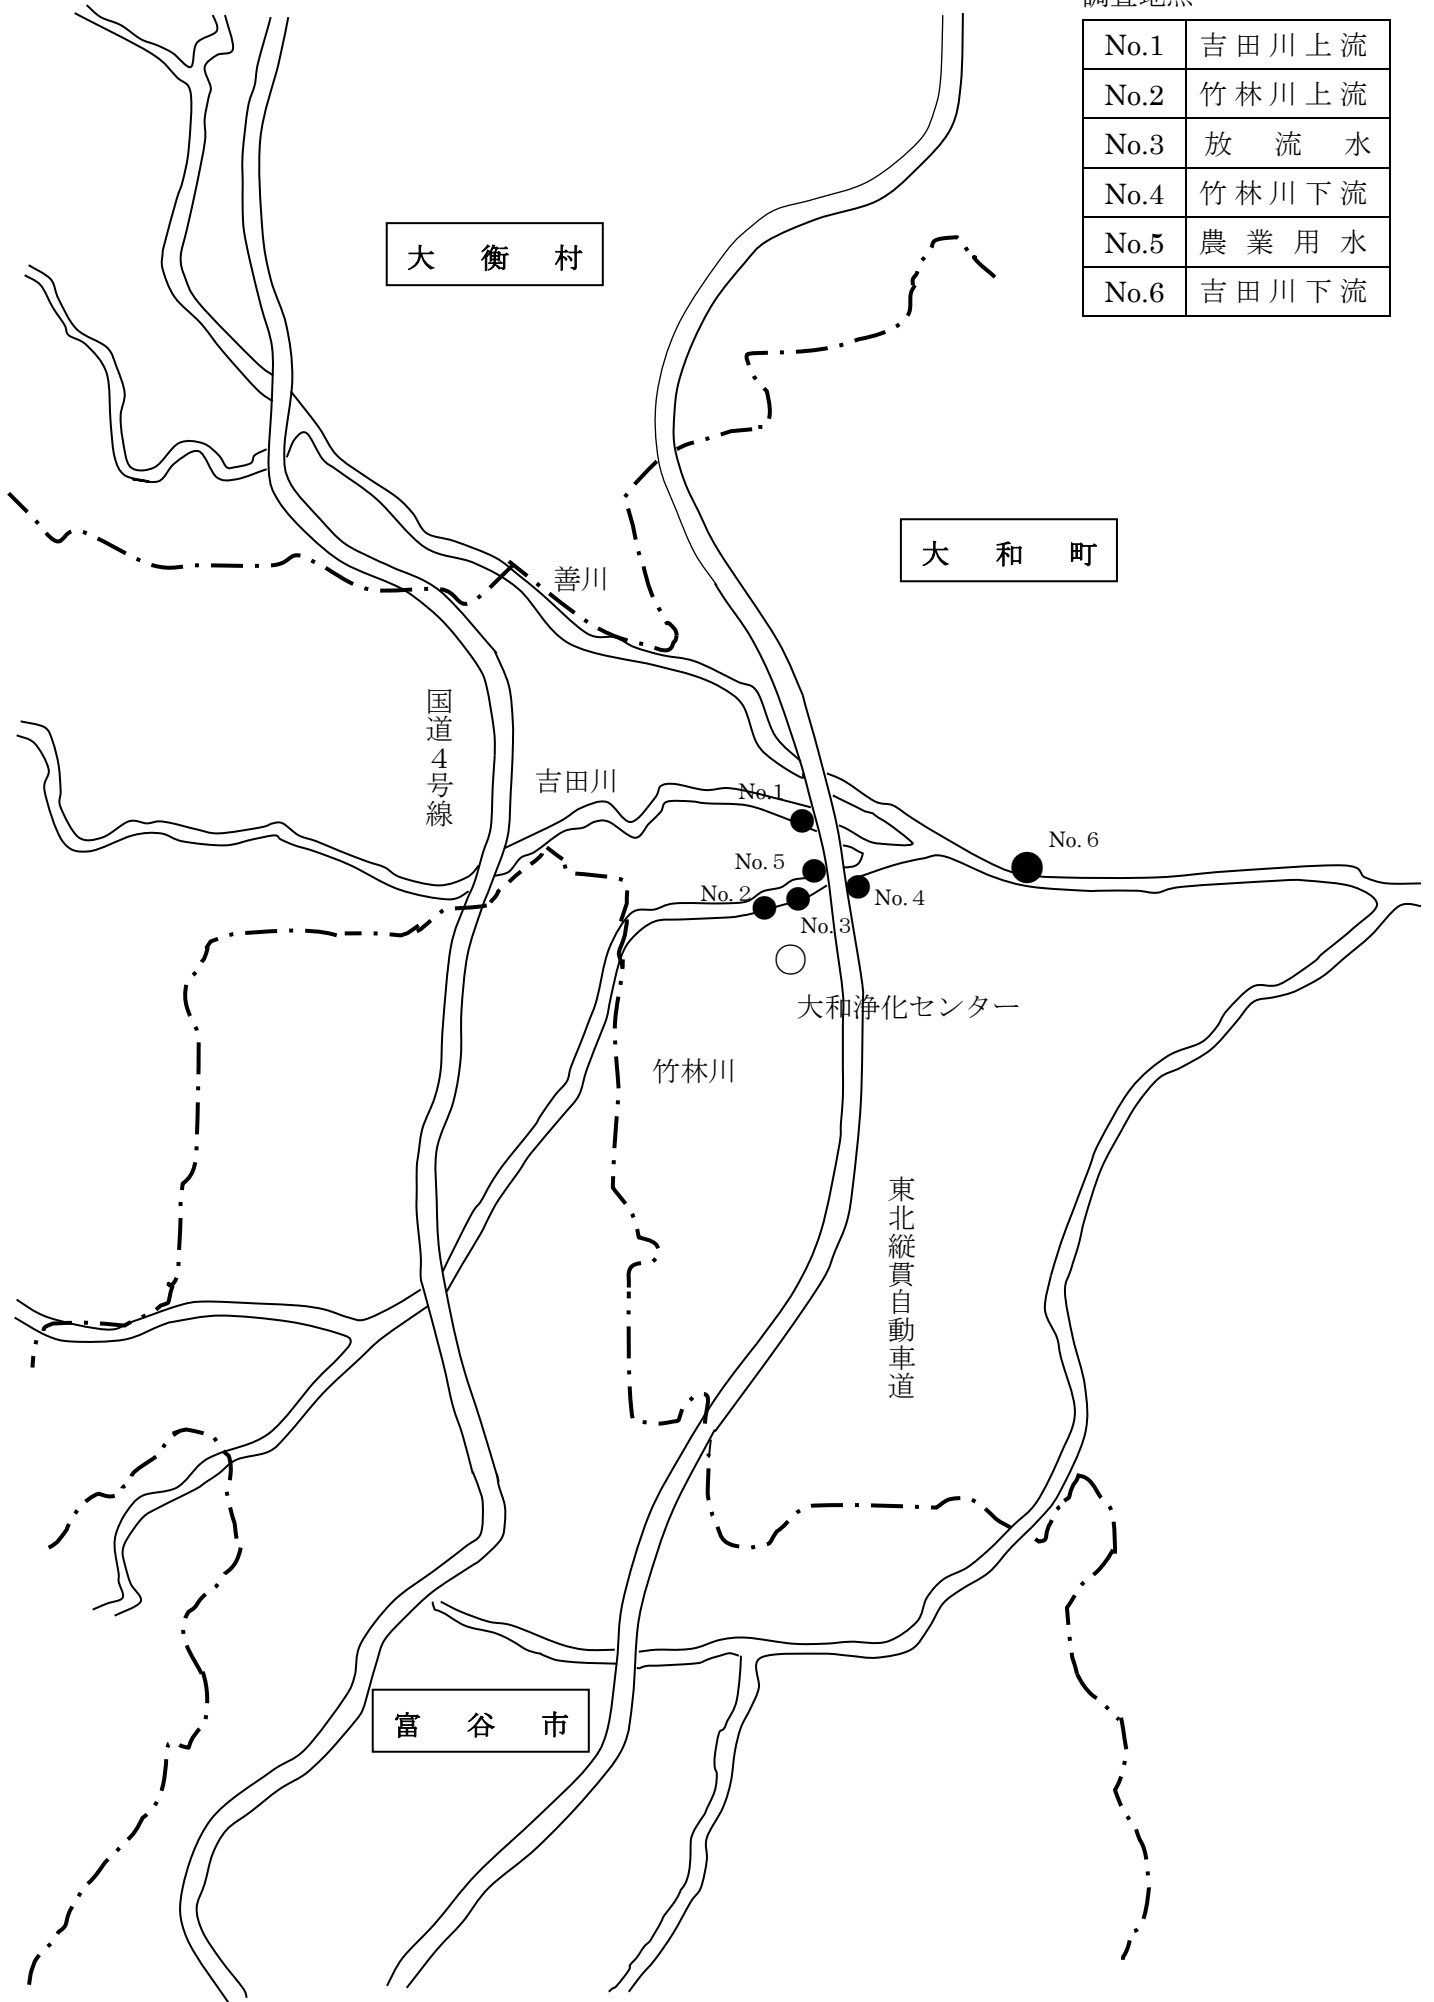 調査地点
No.1 吉田川上流
No.2 竹林川上流
No.3 放流水
No.4 竹林川下流
No.5 農業用水
No.6 吉田川下流
大衡村
大和町
善川
国道4号線
吉田川
No.1
No.6
No.5
No.2
No.4
No.3
大和浄化センター
竹林川
東北縦貫自動車道
富谷市